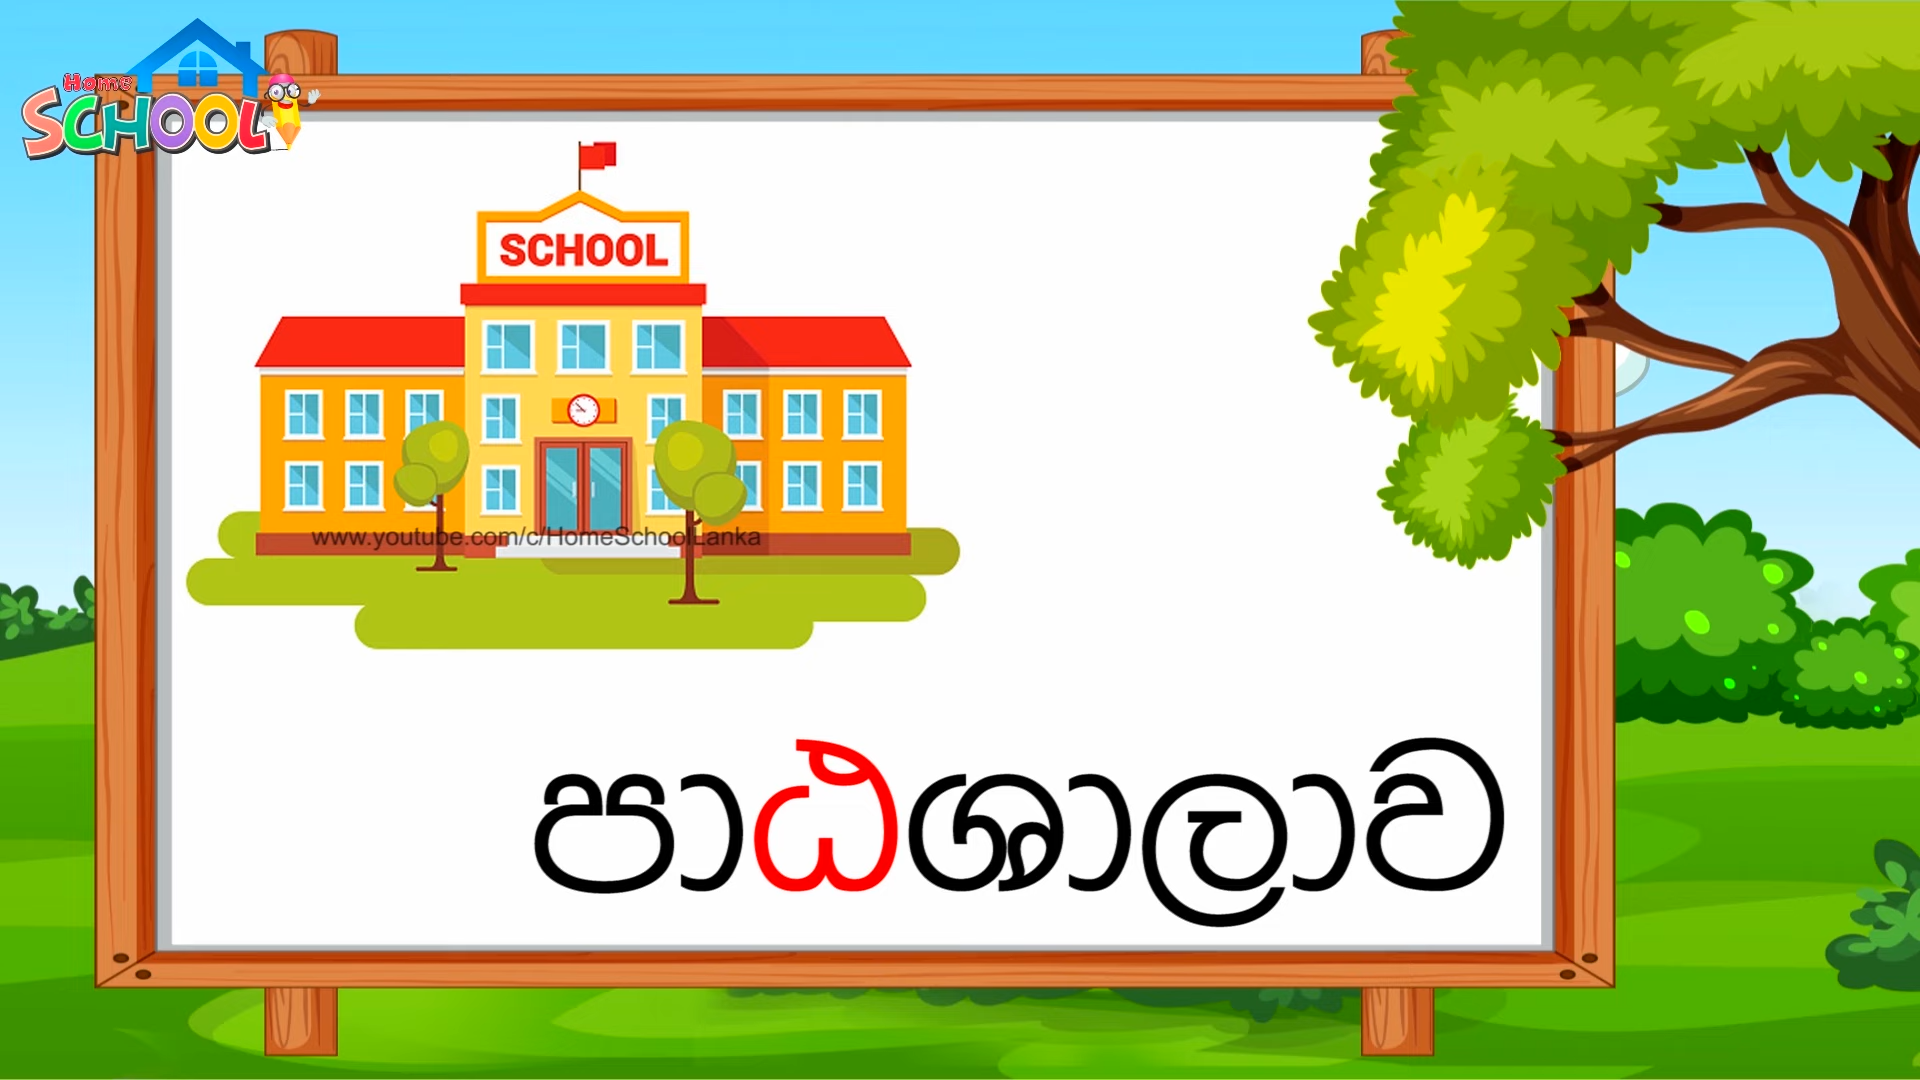 Home
SCHOOL
SCHOOL
www.youtube.com/c/HomeSchoolLanka
පාඨශාලාව